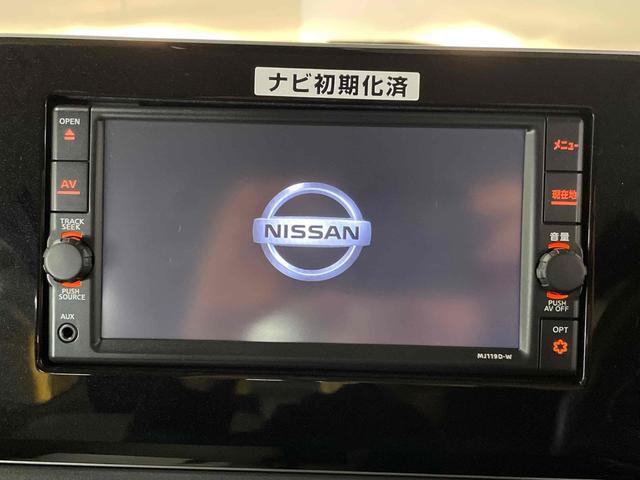 ナビ初期化済
OPEN
AV
TRACK
SEEK
PUSH
SOURCE
AUX
NISSAN
メニュー
現在地
音量
PUSH
AV OFF
OPT
MJ119D-W